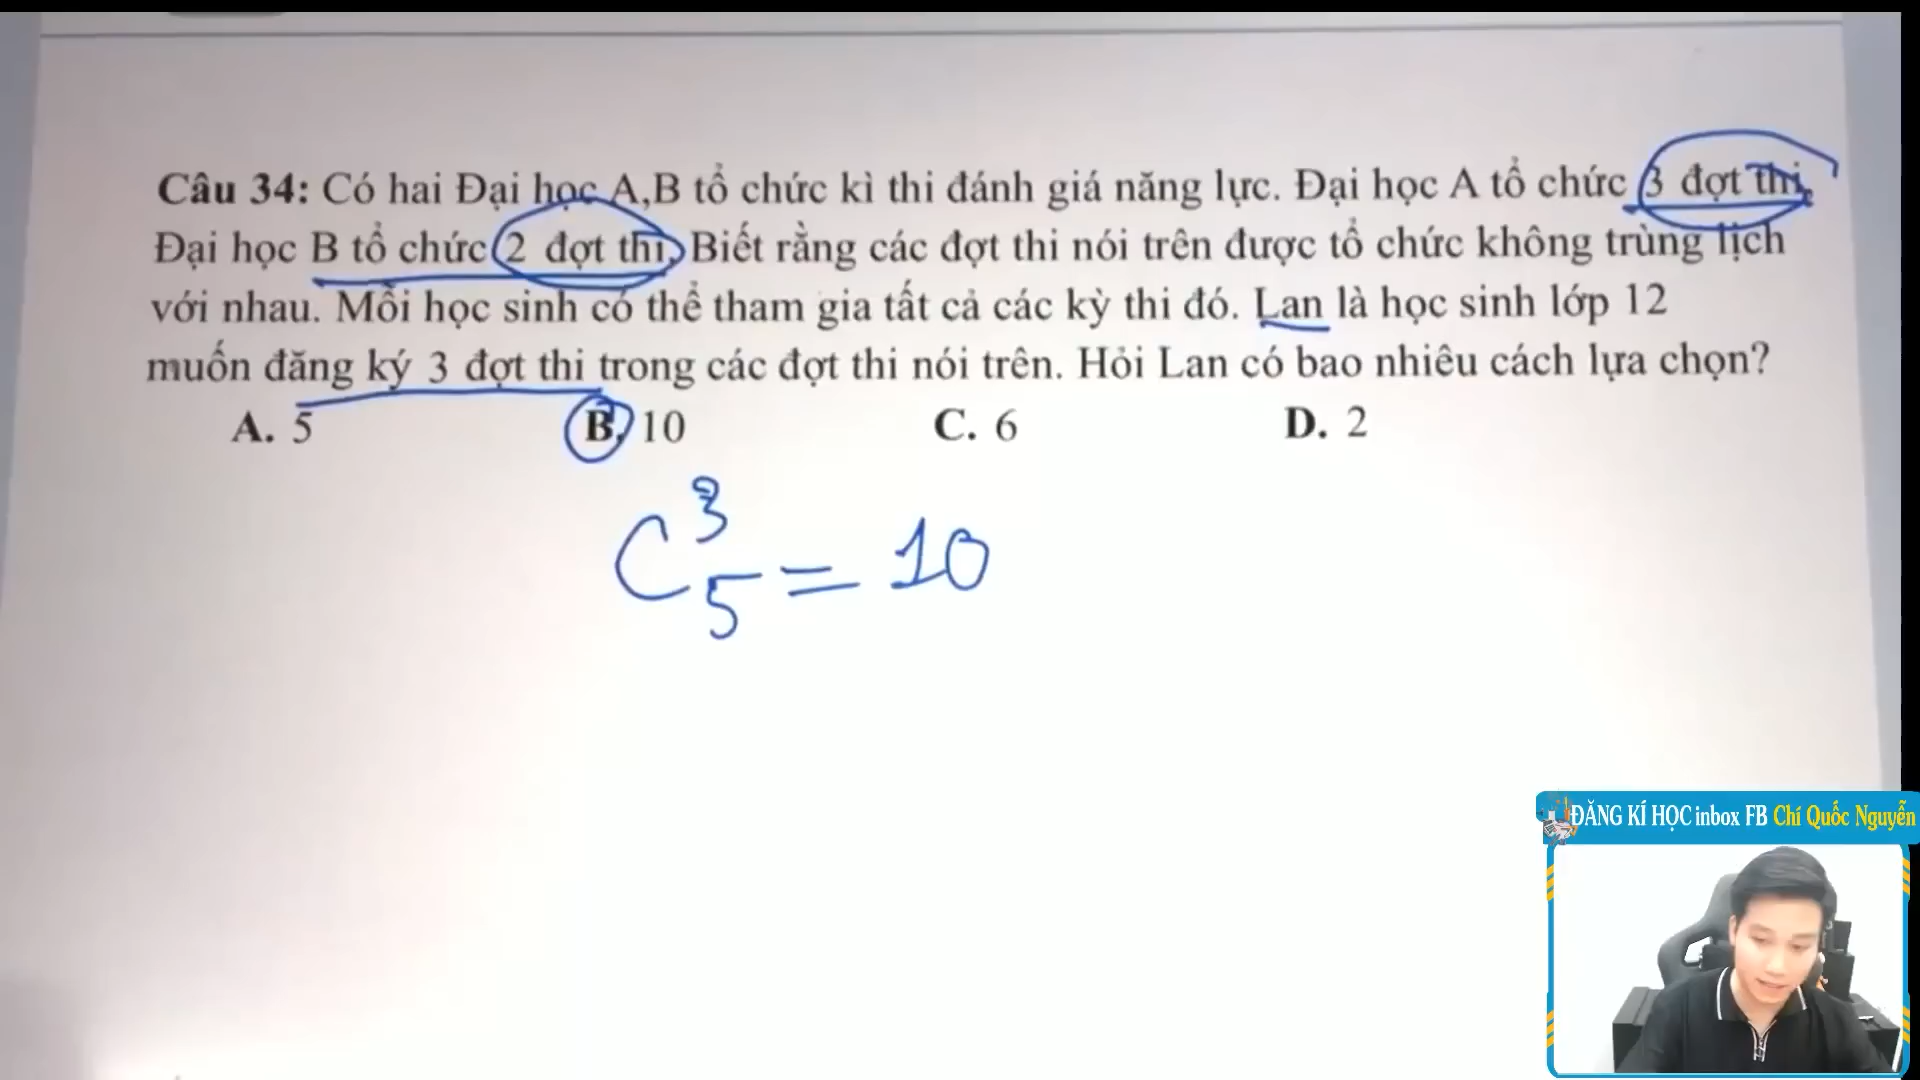 Câu 34: Có hai Đại học A,B tổ chức kì thi đánh giá năng lực. Đại học A tổ chức 3 đợt thi,
Đại học B tổ chức 2 đợt thi. Biết rằng các đợt thi nói trên được tổ chức không trùng lịch
với nhau. Mỗi học sinh có thể tham gia tất cả các kỳ thi đó. Lan là học sinh lớp 12
muốn đăng ký 3 đợt thi trong các đợt thi nói trên. Hỏi Lan có bao nhiêu cách lựa chọn?
A. 5 B. 10 C. 6 D. 2
C³₅ = 10
ĐĂNG KÍ HỌC inbox FB Chí Quốc Nguyễn